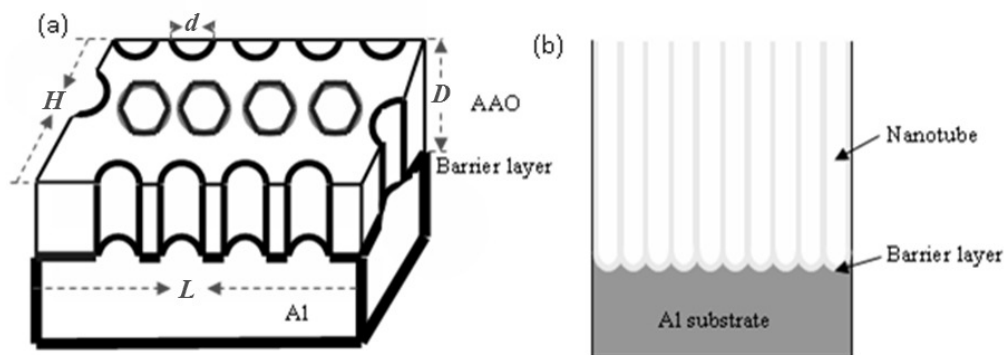 (a)
d
H
D
AAO
Barrier layer
L
Al
(b)
Nanotube
Barrier layer
Al substrate